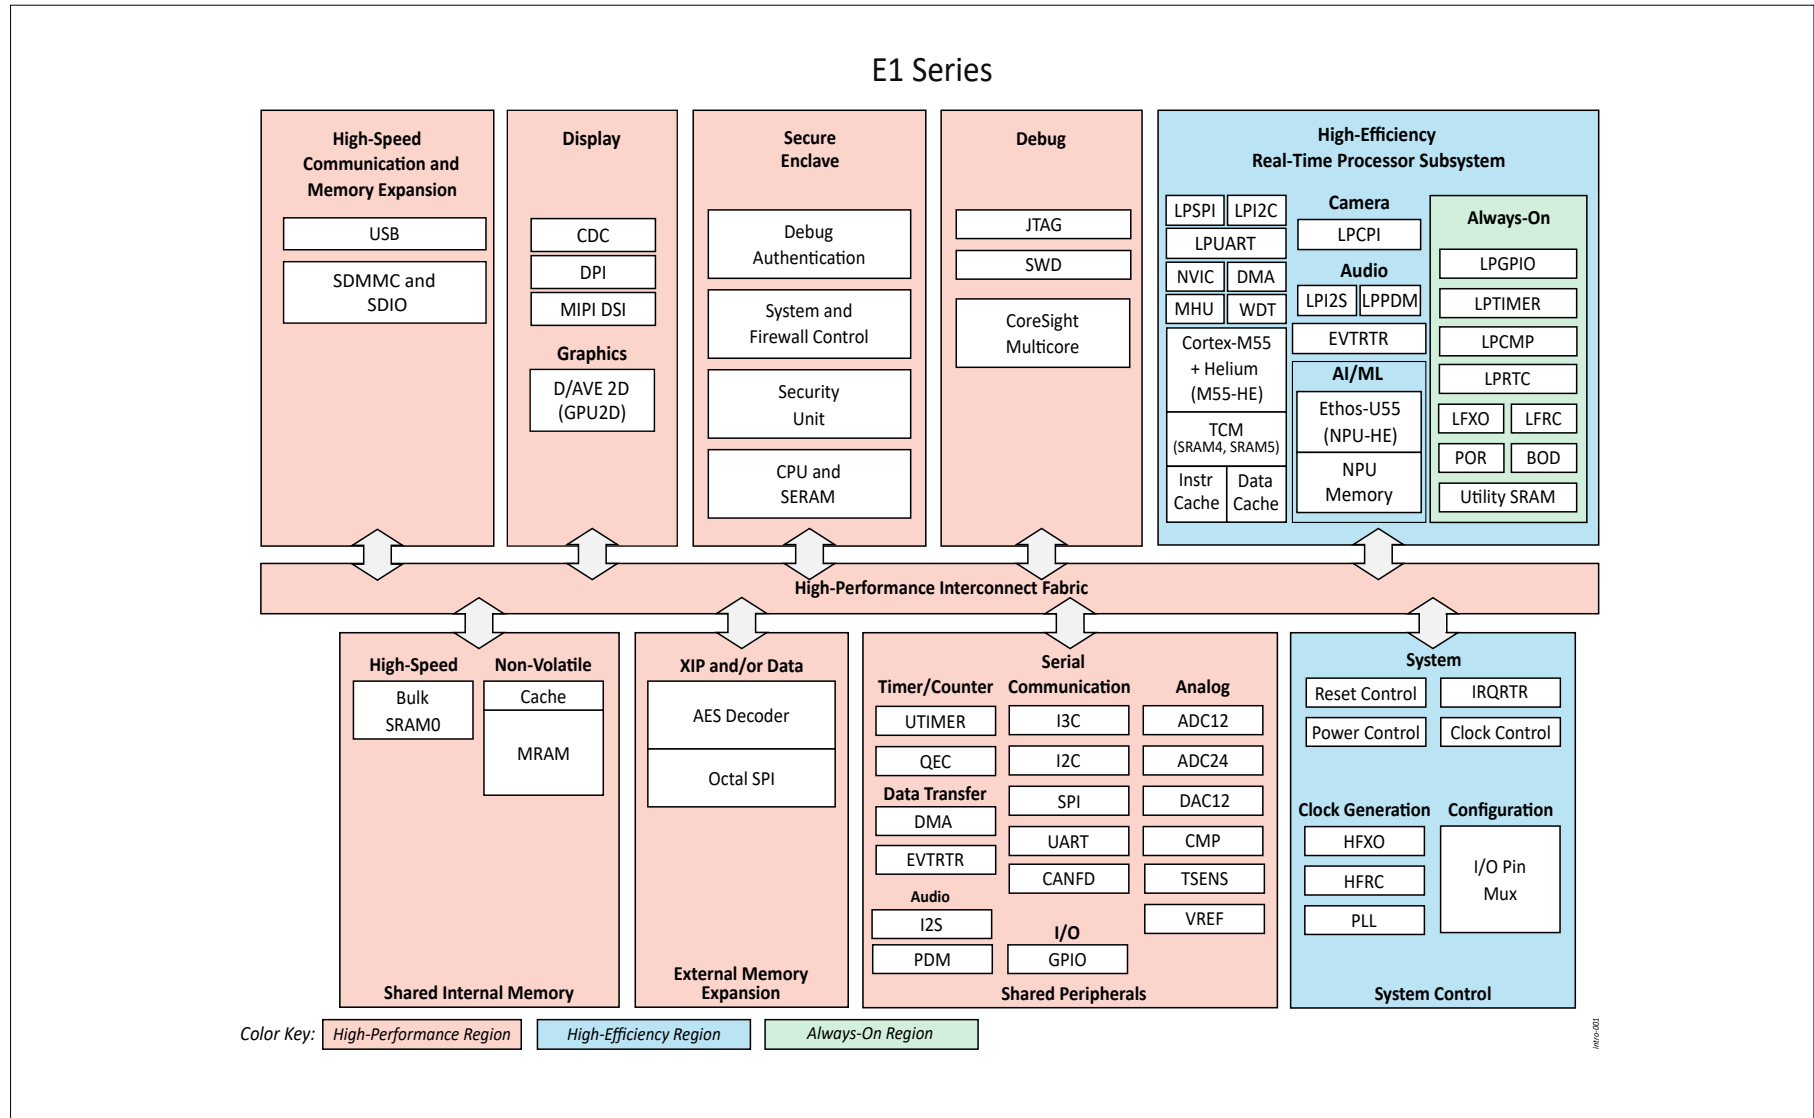 E1 Series
High-Speed
Communication and
Memory Expansion
USB
SDMMC and
SDIO
Display
CDC
DPI
MIPI DSI
Graphics
D/AVE 2D
(GPU2D)
Secure
Enclave
Debug
Authentication
System and
Firewall Control
Security
Unit
CPU and
SERAM
Debug
JTAG
SWD
CoreSight
Multicore
High-Efficiency
Real-Time Processor Subsystem
LPSPI
LPI2C
LPUART
NVIC
DMA
MHU
WDT
Cortex-M55
+ Helium
(M55-HE)
TCM
(SRAM4, SRAM5)
Instr
Cache
Data
Cache
Camera
LPCPI
Audio
LPI2S
LPPDM
EVTRTR
AI/ML
Ethos-U55
(NPU-HE)
NPU
Memory
Always-On
LPGPIO
LPTIMER
LPCMP
LPRTC
LFXO
LFRC
POR
BOD
Utility SRAM
High-Performance Interconnect Fabric
High-Speed
Bulk
SRAM0
Non-Volatile
Cache
MRAM
Shared Internal Memory
XIP and/or Data
AES Decoder
Octal SPI
External Memory
Expansion
Timer/Counter
UTIMER
QEC
Data Transfer
DMA
EVTRTR
Audio
I2S
PDM
Serial
Communication
I3C
I2C
SPI
UART
CANFD
I/O
GPIO
Analog
ADC12
ADC24
DAC12
CMP
TSENS
VREF
Shared Peripherals
System
Reset Control
IRQRTR
Power Control
Clock Control
Clock Generation
HFXO
HFRC
PLL
Configuration
I/O Pin
Mux
System Control
Color Key:
High-Performance Region
High-Efficiency Region
Always-On Region
intro-001